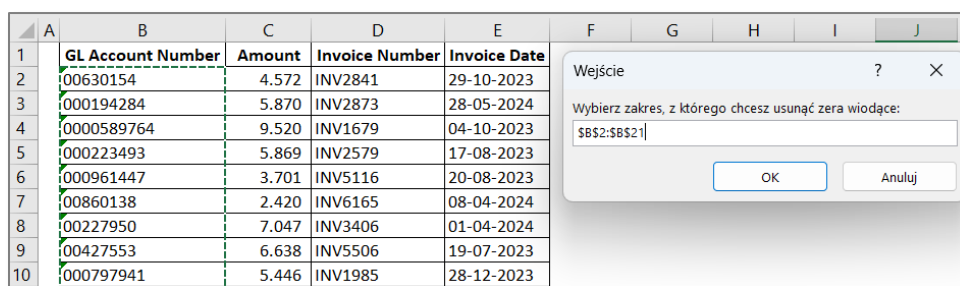 A B C D E F G H I J
1 GL Account Number Amount Invoice Number Invoice Date
2 00630154 4.572 INV2841 29-10-2023
3 000194284 5.870 INV2873 28-05-2024
4 0000589764 9.520 INV1679 04-10-2023
5 000223493 5.869 INV2579 17-08-2023
6 000961447 3.701 INV5116 20-08-2023
7 00860138 2.420 INV6165 08-04-2024
8 00227950 7.047 INV3406 01-04-2024
9 00427553 6.638 INV5506 19-07-2023
10 000797941 5.446 INV1985 28-12-2023
Wejście ? ×
Wybierz zakres, z którego chcesz usunąć zera wiodące:
$B$2:$B$21
OK Anuluj